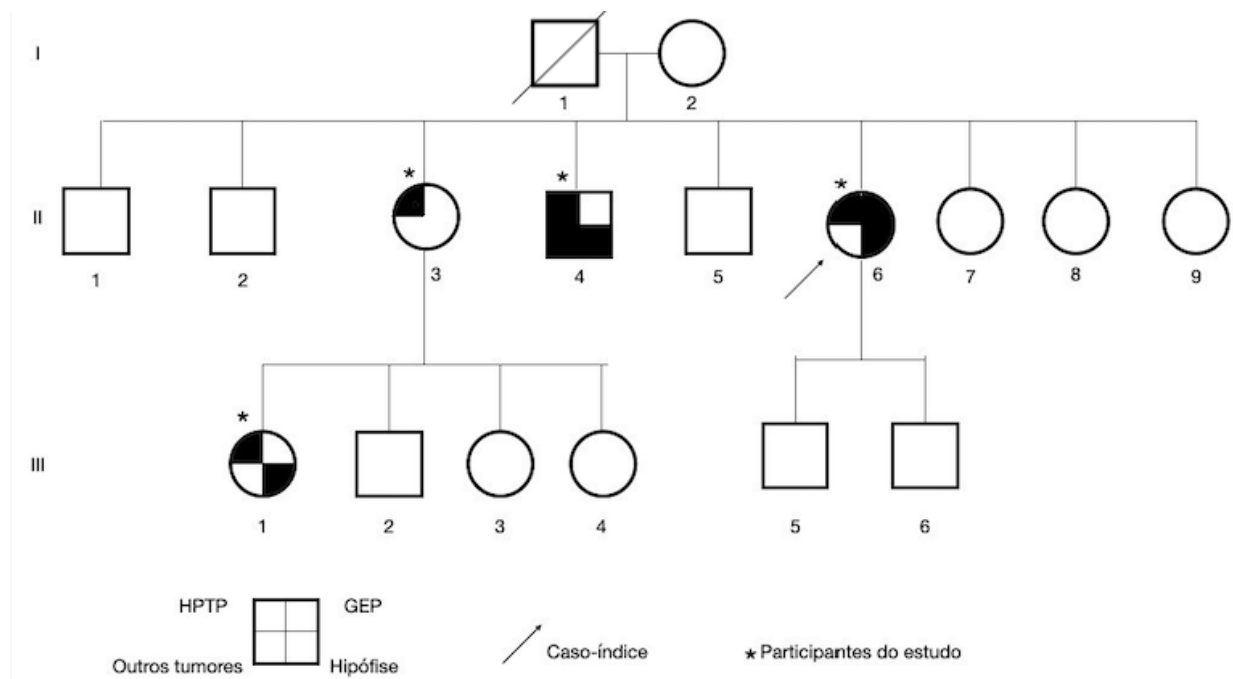 I
1 2
* * *
II
1 2 3 4 5 6 7 8 9
*
III
1 2 3 4 5 6
HPTP GEP
Outros tumores Hipófise
Caso-índice
* Participantes do estudo